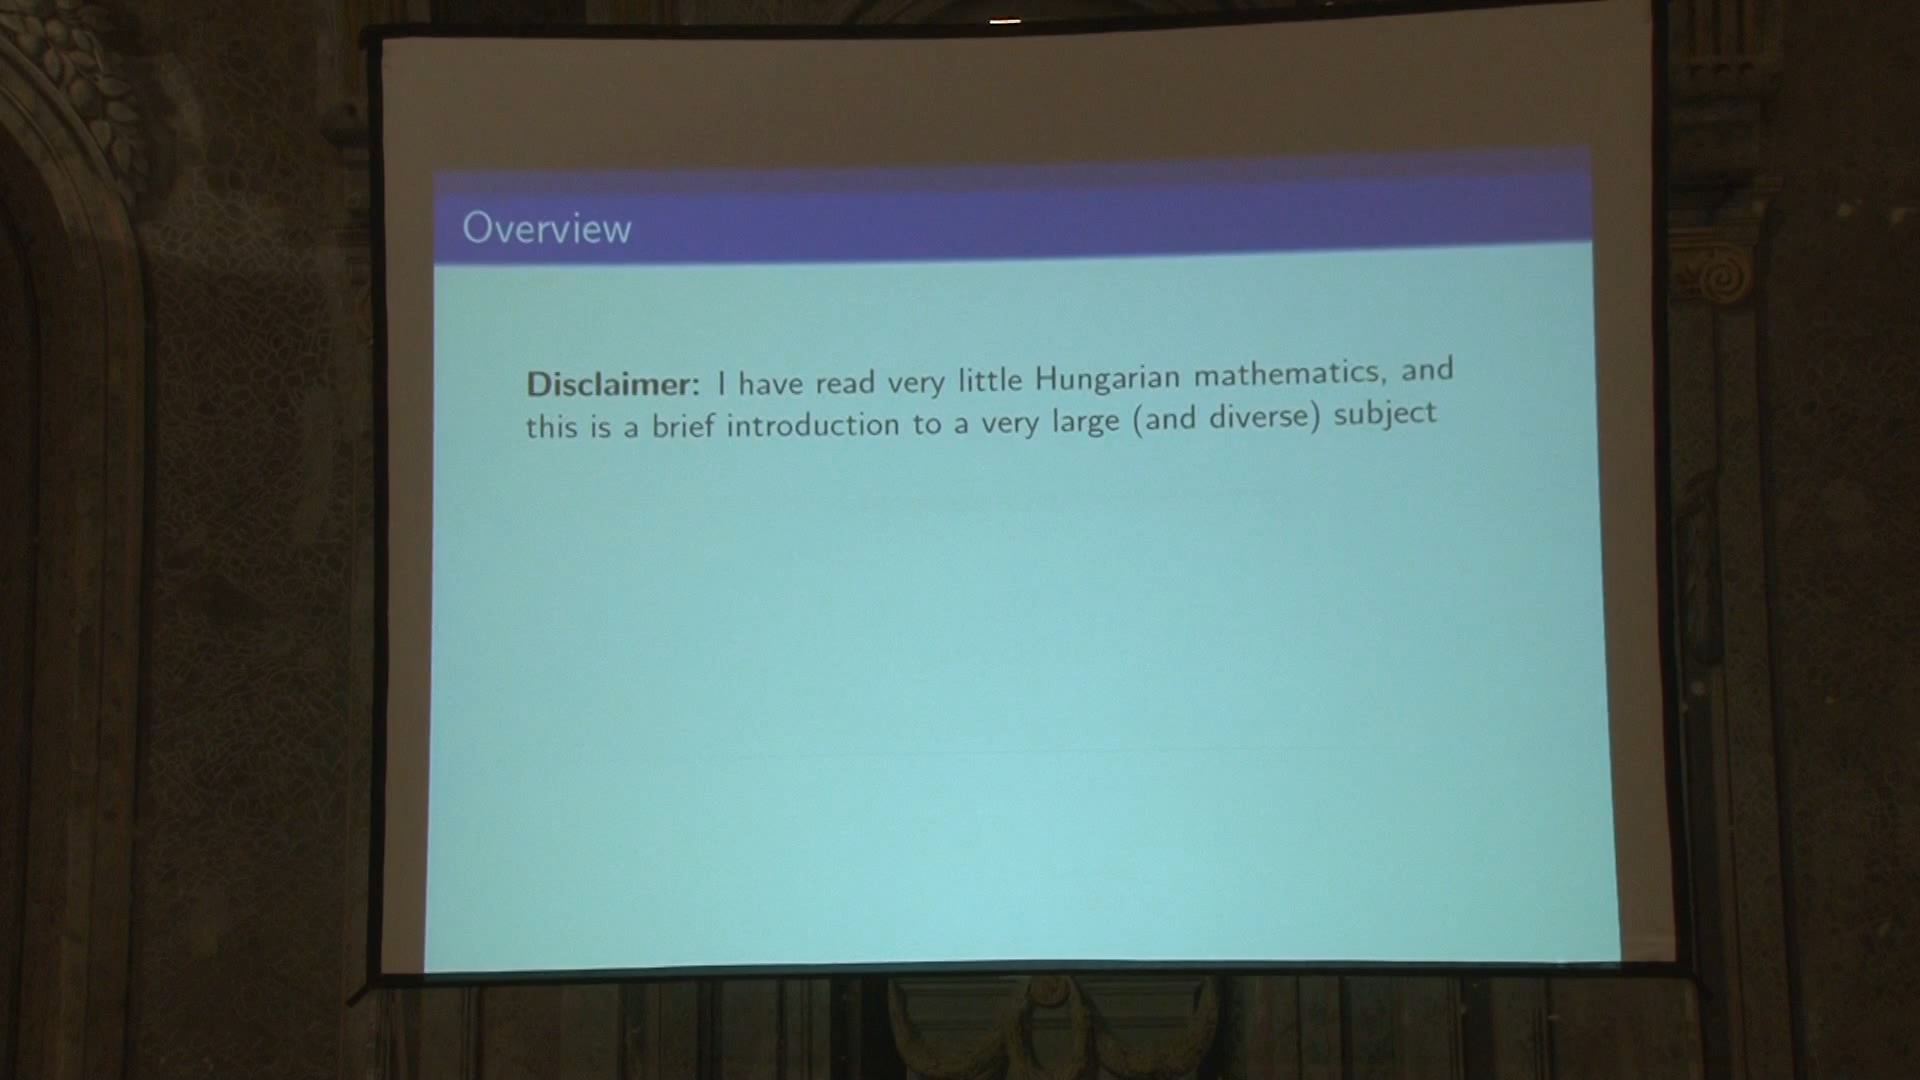 Overview
Disclaimer: I have read very little Hungarian mathematics, and
this is a brief introduction to a very large (and diverse) subject